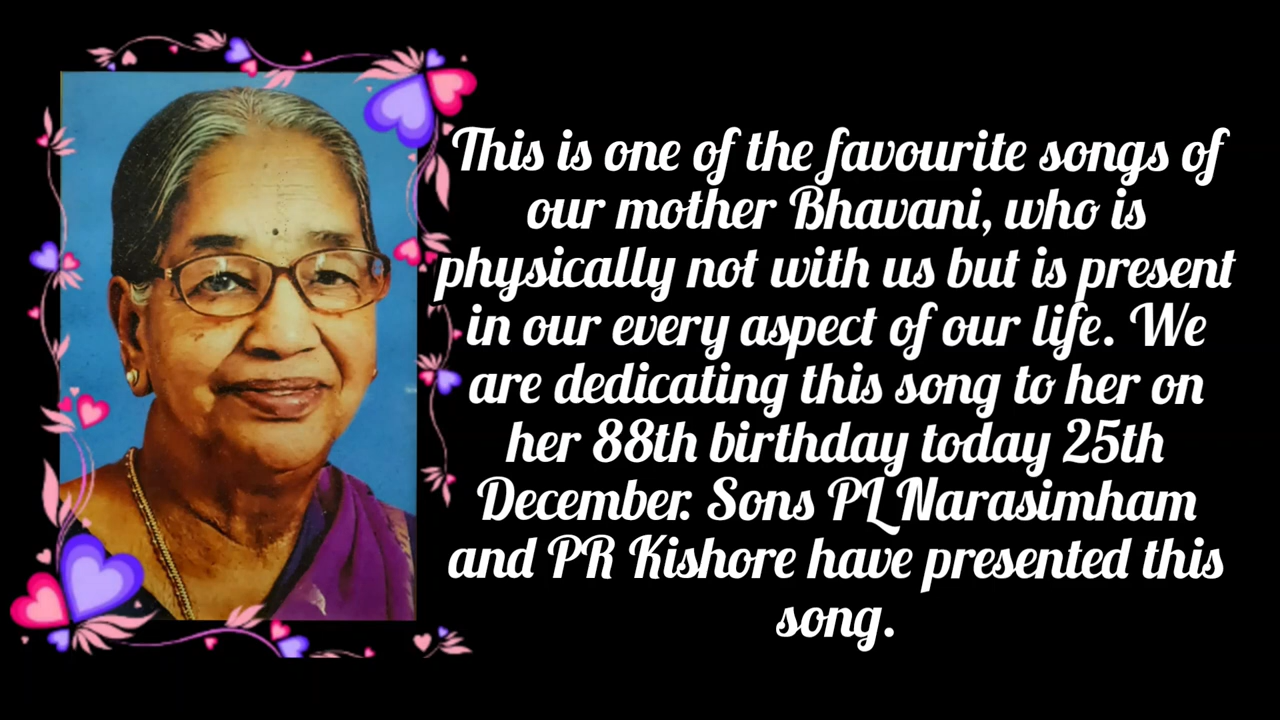 This is one of the favourite songs of
our mother Bhavani, who is
physically not with us but is present
in our every aspect of our life. We
are dedicating this song to her on
her 88th birthday today 25th
December. Sons PL Narasimham
and PR Kishore have presented this
song.